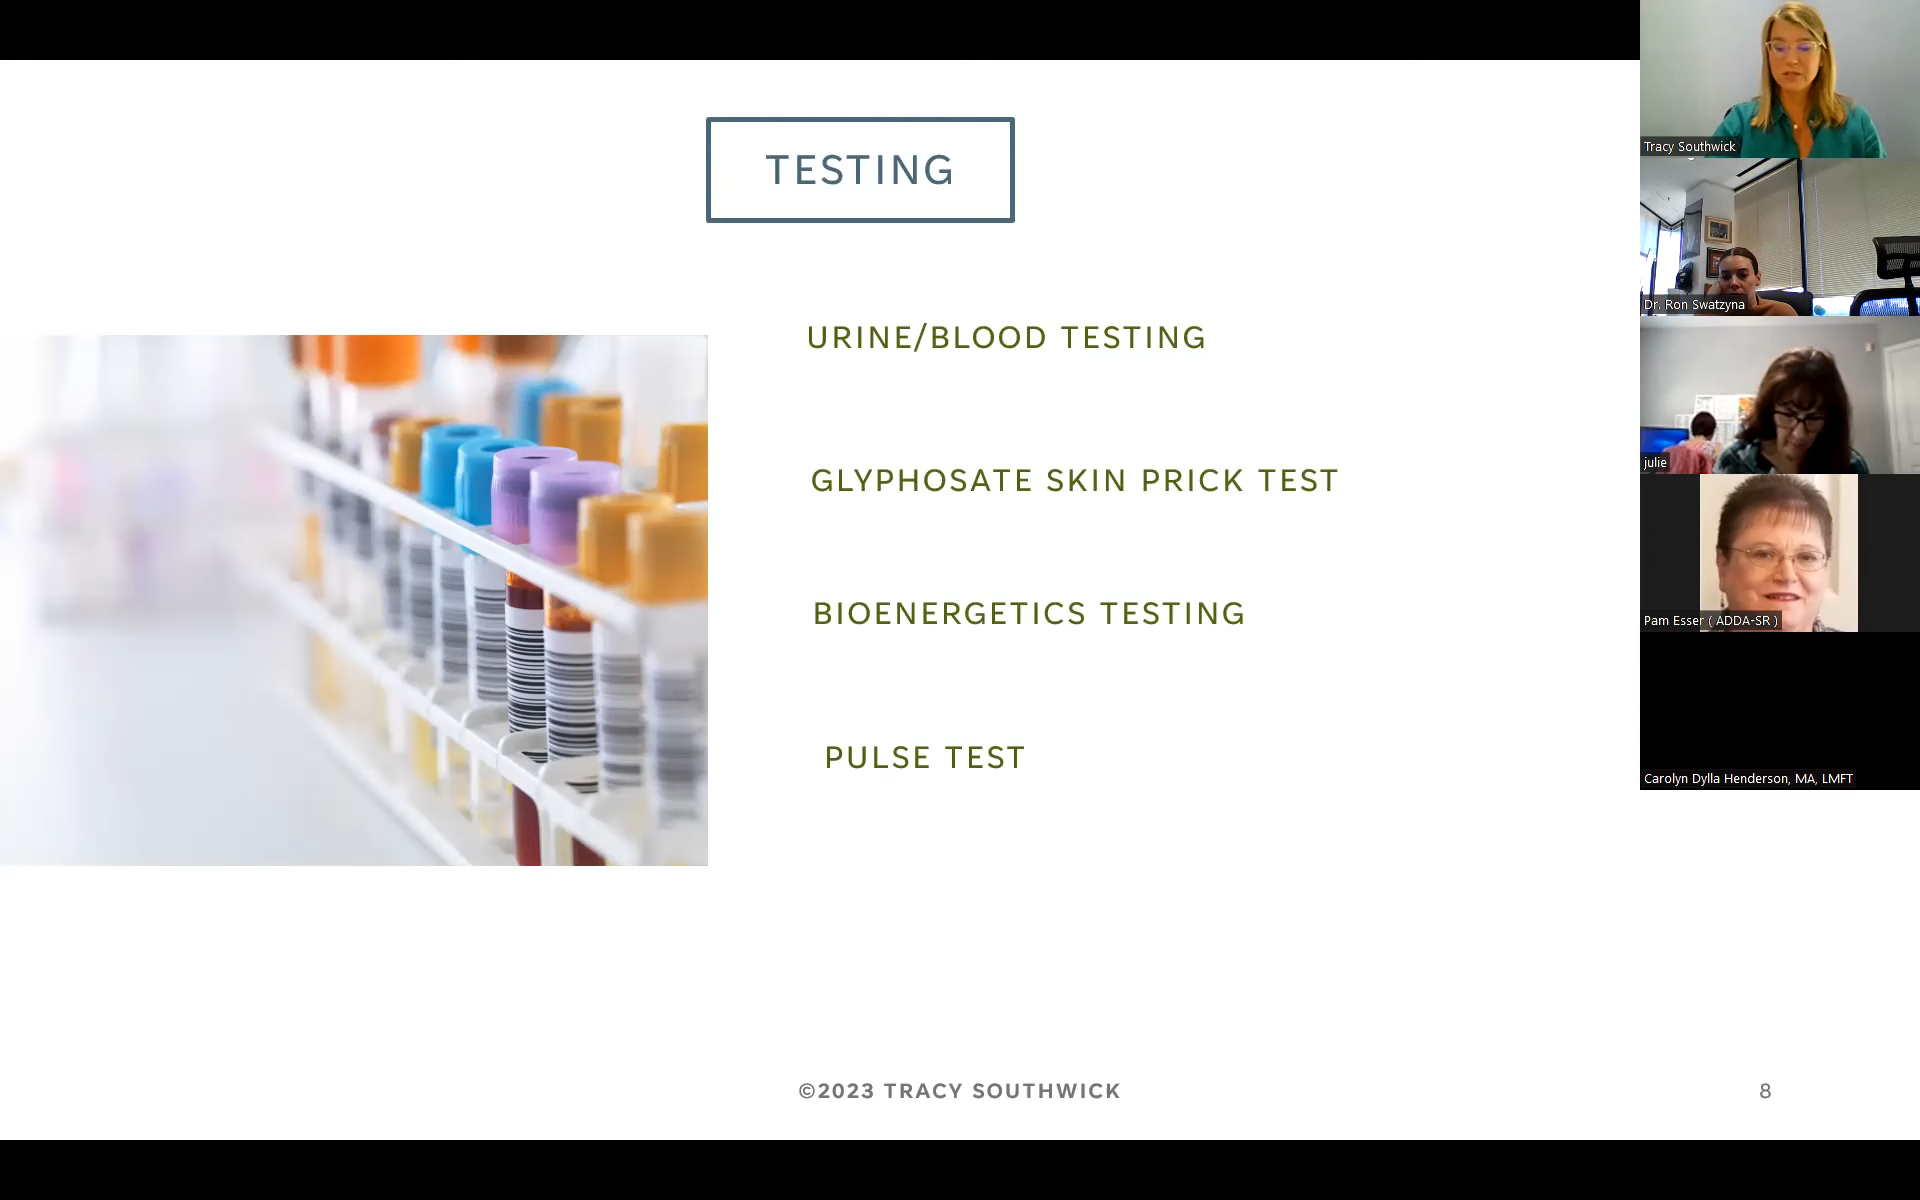 TESTING
URINE/BLOOD TESTING
GLYPHOSATE SKIN PRICK TEST
BIOENERGETICS TESTING
PULSE TEST
©2023 TRACY SOUTHWICK
8
Tracy Southwick
Dr. Ron Swatzyna
julie
Pam Esser ( ADDA-SR )
Carolyn Dylla Henderson, MA, LMFT